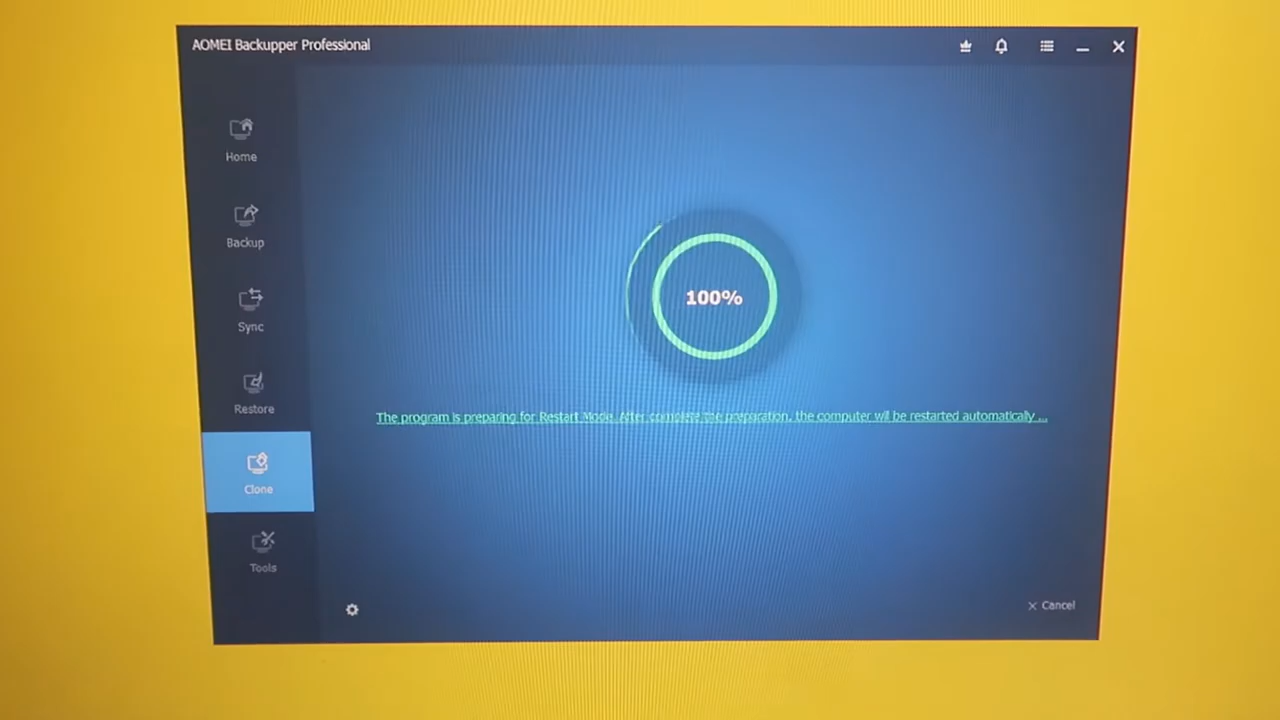 AOMEI Backupper Professional
Home
Backup
Sync
Restore
Clone
Tools
100%
The program is preparing for Restart Mode. After complete the preparation, the computer will be restarted automatically ...
Cancel